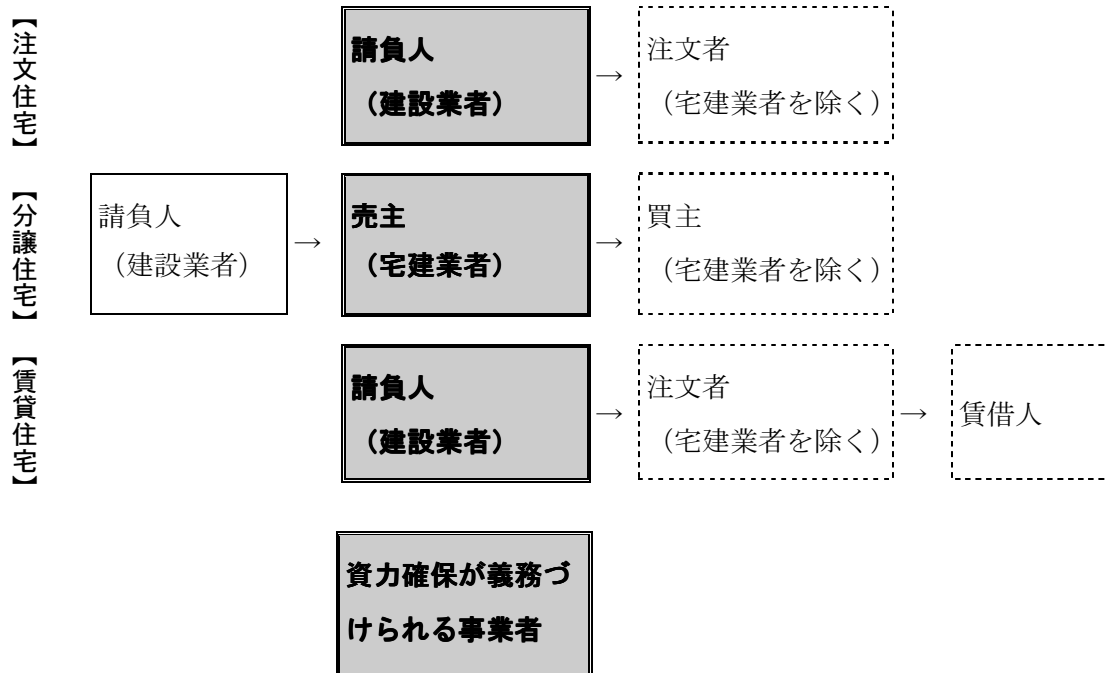 【注文住宅】
請負人
（建設業者）
→
注文者
（宅建業者を除く）
【分譲住宅】
請負人
（建設業者）
→
売主
（宅建業者）
→
買主
（宅建業者を除く）
【賃貸住宅】
請負人
（建設業者）
→
注文者
（宅建業者を除く）
→
賃借人
資力確保が義務づ
けられる事業者